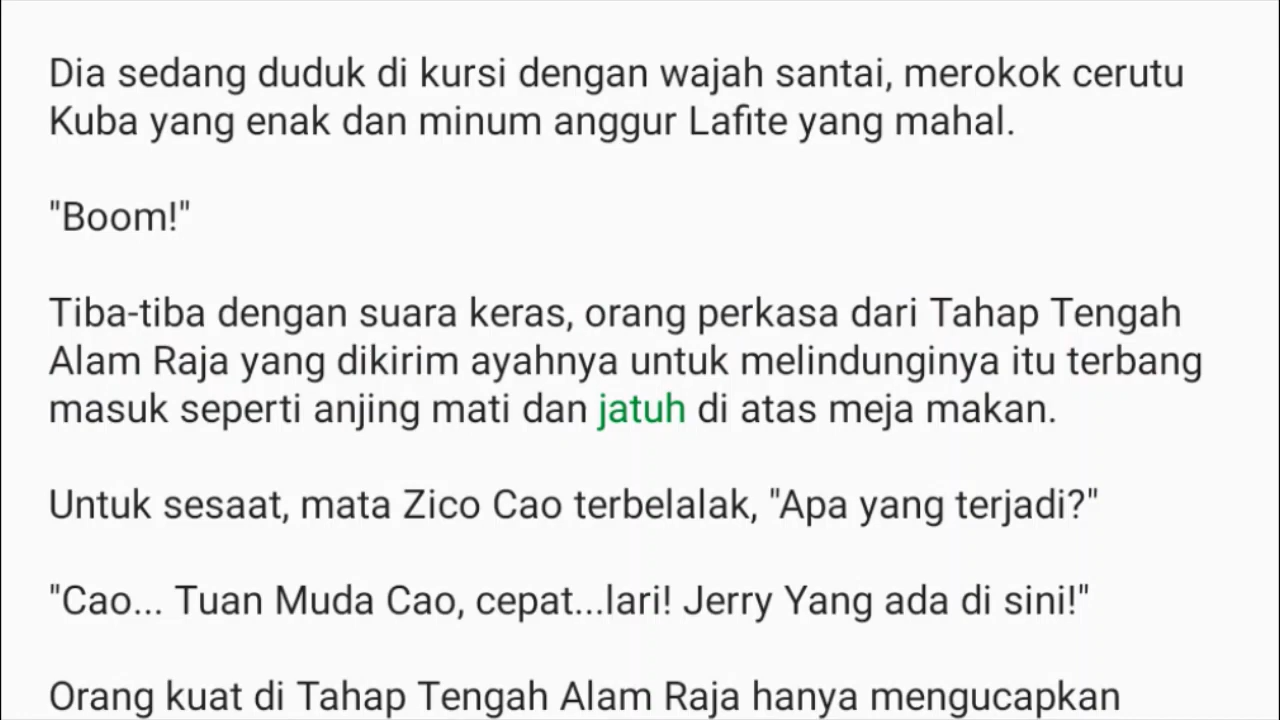 Dia sedang duduk di kursi dengan wajah santai, merokok cerutu
Kuba yang enak dan minum anggur Lafite yang mahal.
"Boom!"
Tiba-tiba dengan suara keras, orang perkasa dari Tahap Tengah
Alam Raja yang dikirim ayahnya untuk melindunginya itu terbang
masuk seperti anjing mati dan jatuh di atas meja makan.
Untuk sesaat, mata Zico Cao terbelalak, "Apa yang terjadi?"
"Cao... Tuan Muda Cao, cepat...lari! Jerry Yang ada di sini!"
Orang kuat di Tahap Tengah Alam Raja hanya mengucapkan